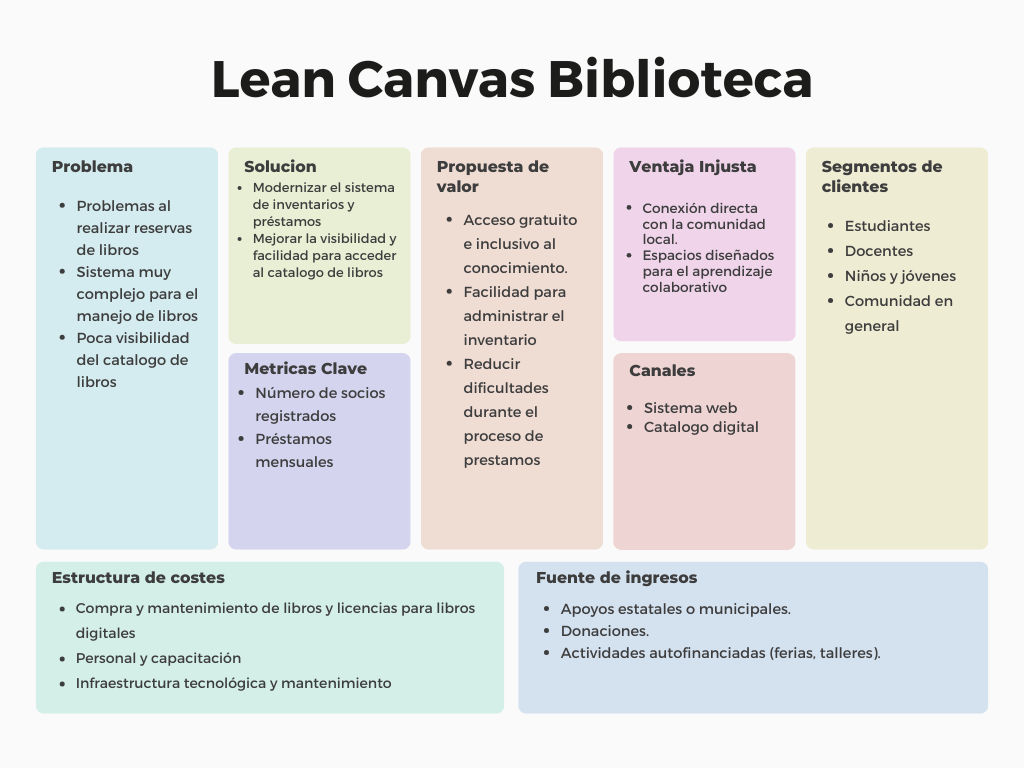 Lean Canvas Biblioteca
Problema
• Problemas al
realizar reservas
de libros
• Sistema muy
complejo para el
manejo de libros
• Poca visibilidad
del catalogo de
libros
Solucion
• Modernizar el sistema
de inventarios y
préstamos
• Mejorar la visibilidad y
facilidad para acceder
al catalogo de libros
Metricas Clave
• Número de socios
registrados
• Préstamos
mensuales
Propuesta de
valor
• Acceso gratuito
e inclusivo al
conocimiento.
• Facilidad para
administrar el
inventario
• Reducir
dificultades
durante el
proceso de
prestamos
Ventaja Injusta
• Conexión directa
con la comunidad
local.
• Espacios diseñados
para el aprendizaje
colaborativo
Canales
• Sistema web
• Catalogo digital
Segmentos de
clientes
• Estudiantes
• Docentes
• Niños y jóvenes
• Comunidad en
general
Estructura de costes
• Compra y mantenimiento de libros y licencias para libros
digitales
• Personal y capacitación
• Infraestructura tecnológica y mantenimiento
Fuente de ingresos
• Apoyos estatales o municipales.
• Donaciones.
• Actividades autofinanciadas (ferias, talleres).